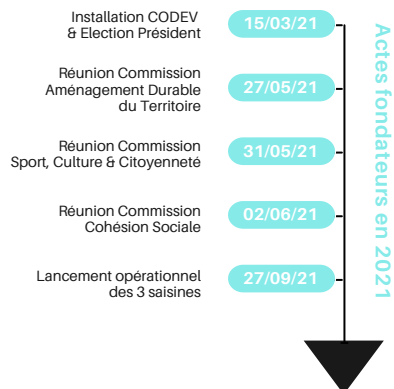 Installation CODEV
& Election Président
15/03/21
Réunion Commission
Aménagement Durable
du Territoire
27/05/21
Réunion Commission
Sport, Culture & Citoyenneté
31/05/21
Réunion Commission
Cohésion Sociale
02/06/21
Lancement opérationnel
des 3 saisines
27/09/21
Actes fondateurs en 2021